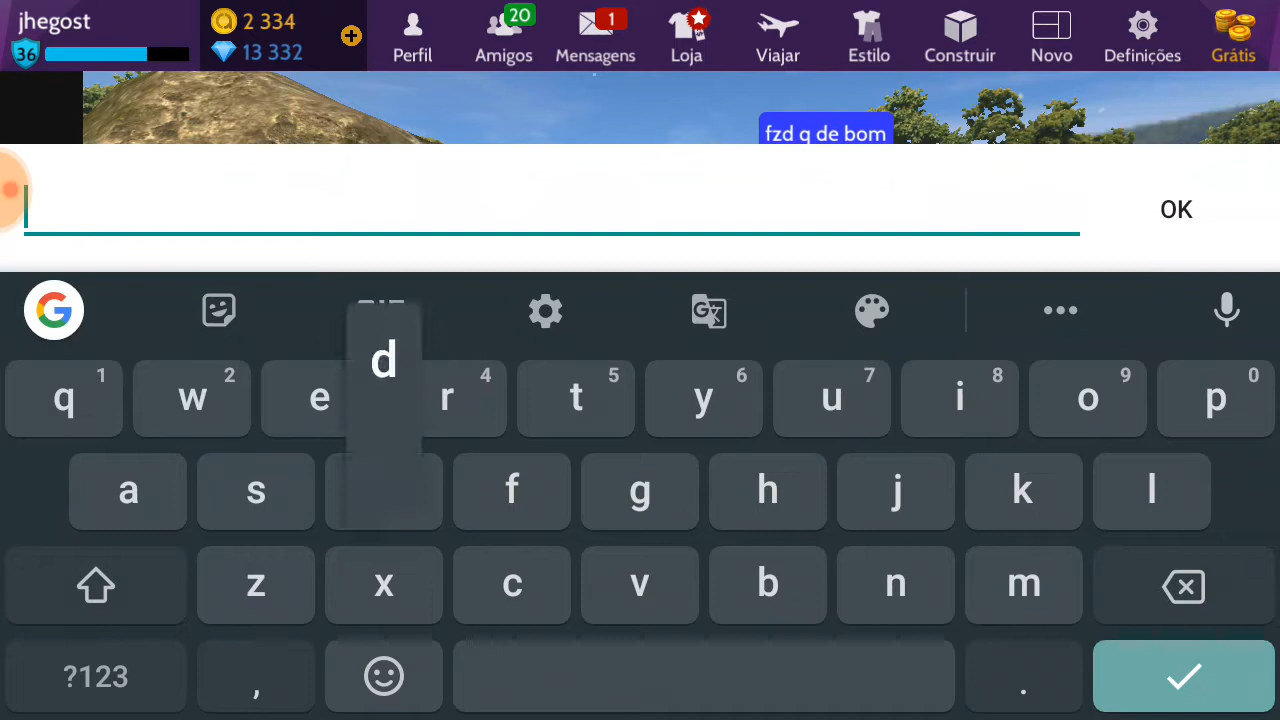 jhegost
36
2 334
13 332
Perfil
20
Amigos
1
Mensagens
Loja
Viajar
Estilo
Construir
Novo
Definições
Grátis
fzd q de bom
OK
G
d
q 1 w 2 e r 4 t 5 y 6 u 7 i 8 o 9 p 0
a s f g h j k l
z x c v b n m
?123 , .